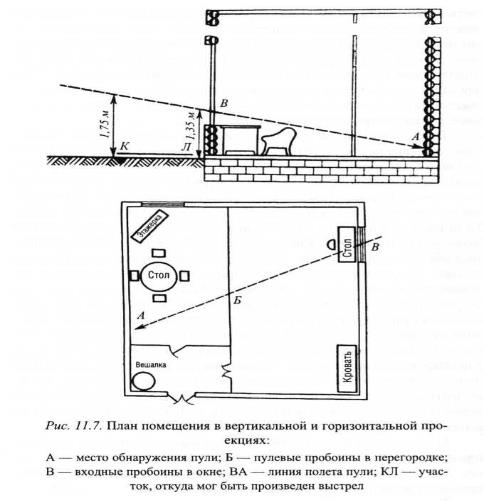 В
А
1,75 м
1,35 м
К
Л
Этажерка
Стол
Стол
В
Б
А
Вешалка
Кровать
Рис. 11.7. План помещения в вертикальной и горизонтальной про-
екциях:
А — место обнаружения пули; Б — пулевые пробоины в перегородке;
В — входные пробоины в окне; ВА — линия полета пули; КЛ — учас-
ток, откуда мог быть произведен выстрел